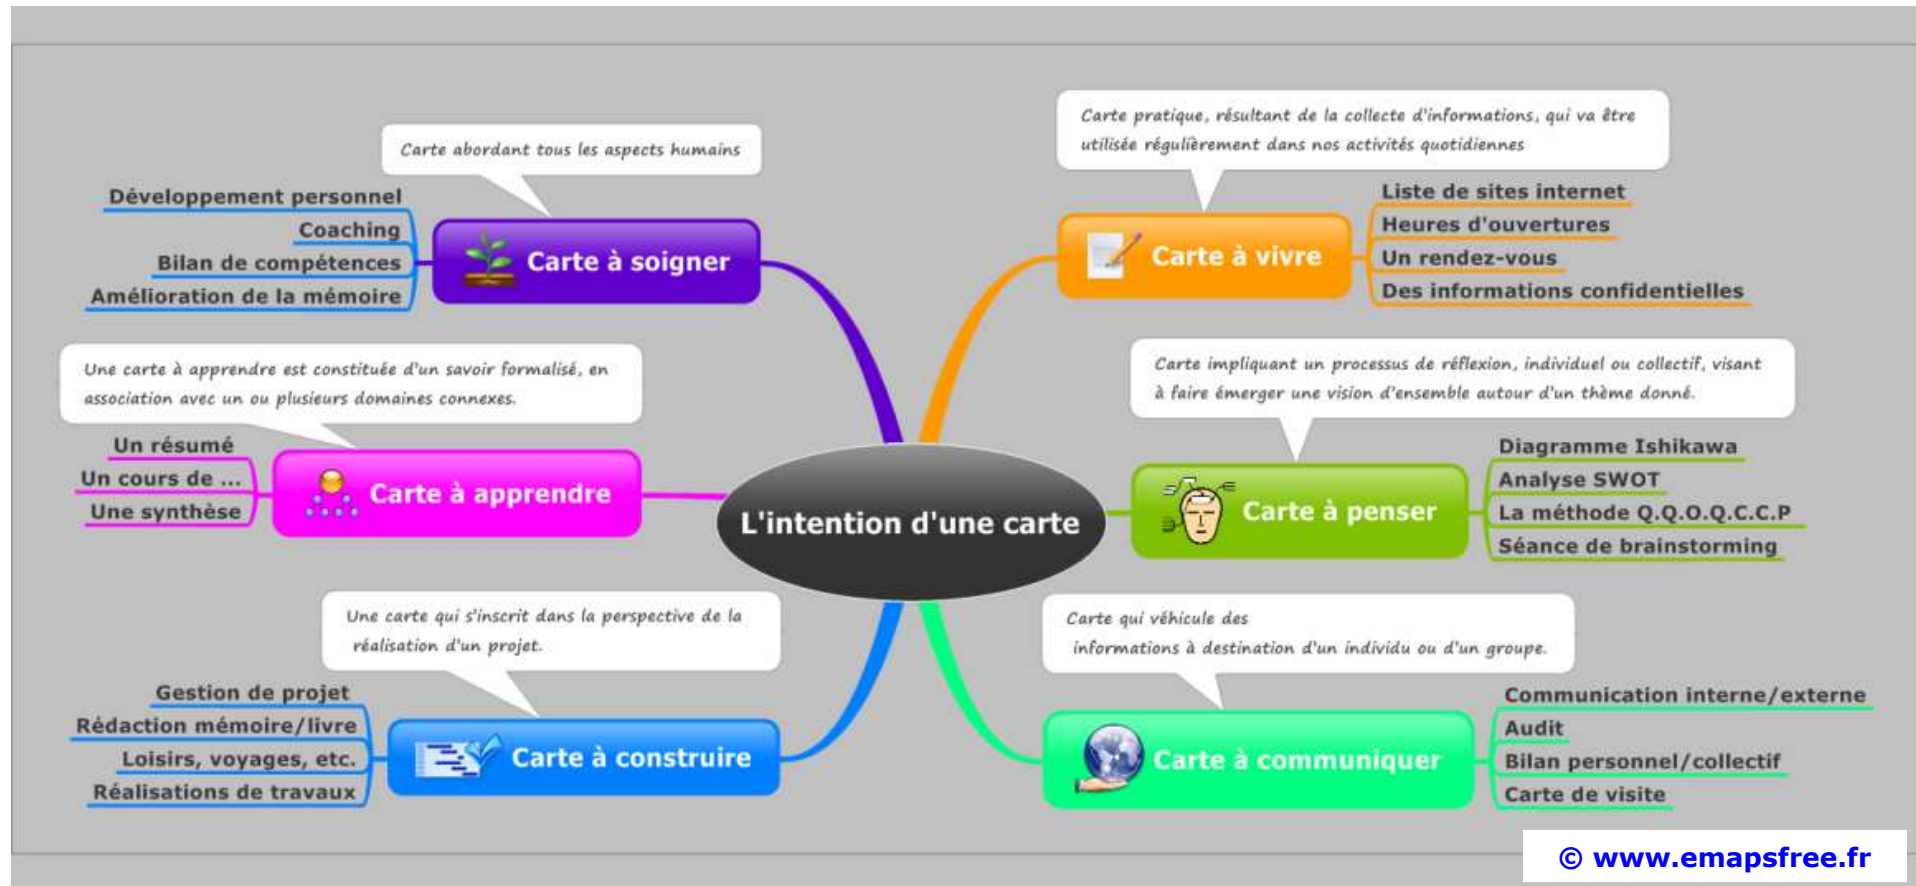 Carte abordant tous les aspects humains
Développement personnel
Coaching
Bilan de compétences
Amélioration de la mémoire
Carte à soigner
Une carte à apprendre est constituée d'un savoir formalisé, en
association avec un ou plusieurs domaines connexes.
Un résumé
Un cours de ...
Une synthèse
Carte à apprendre
Une carte qui s'inscrit dans la perspective de la
réalisation d'un projet.
Gestion de projet
Rédaction mémoire/livre
Loisirs, voyages, etc.
Réalisations de travaux
Carte à construire
L'intention d'une carte
Carte pratique, résultant de la collecte d'informations, qui va être
utilisée régulièrement dans nos activités quotidiennes
Carte à vivre
Liste de sites internet
Heures d'ouvertures
Un rendez-vous
Des informations confidentielles
Carte impliquant un processus de réflexion, individuel ou collectif, visant
à faire émerger une vision d'ensemble autour d'un thème donné.
Carte à penser
Diagramme Ishikawa
Analyse SWOT
La méthode Q.Q.O.Q.C.C.P
Séance de brainstorming
Carte qui véhicule des
informations à destination d'un individu ou d'un groupe.
Carte à communiquer
Communication interne/externe
Audit
Bilan personnel/collectif
Carte de visite
© www.emapsfree.fr